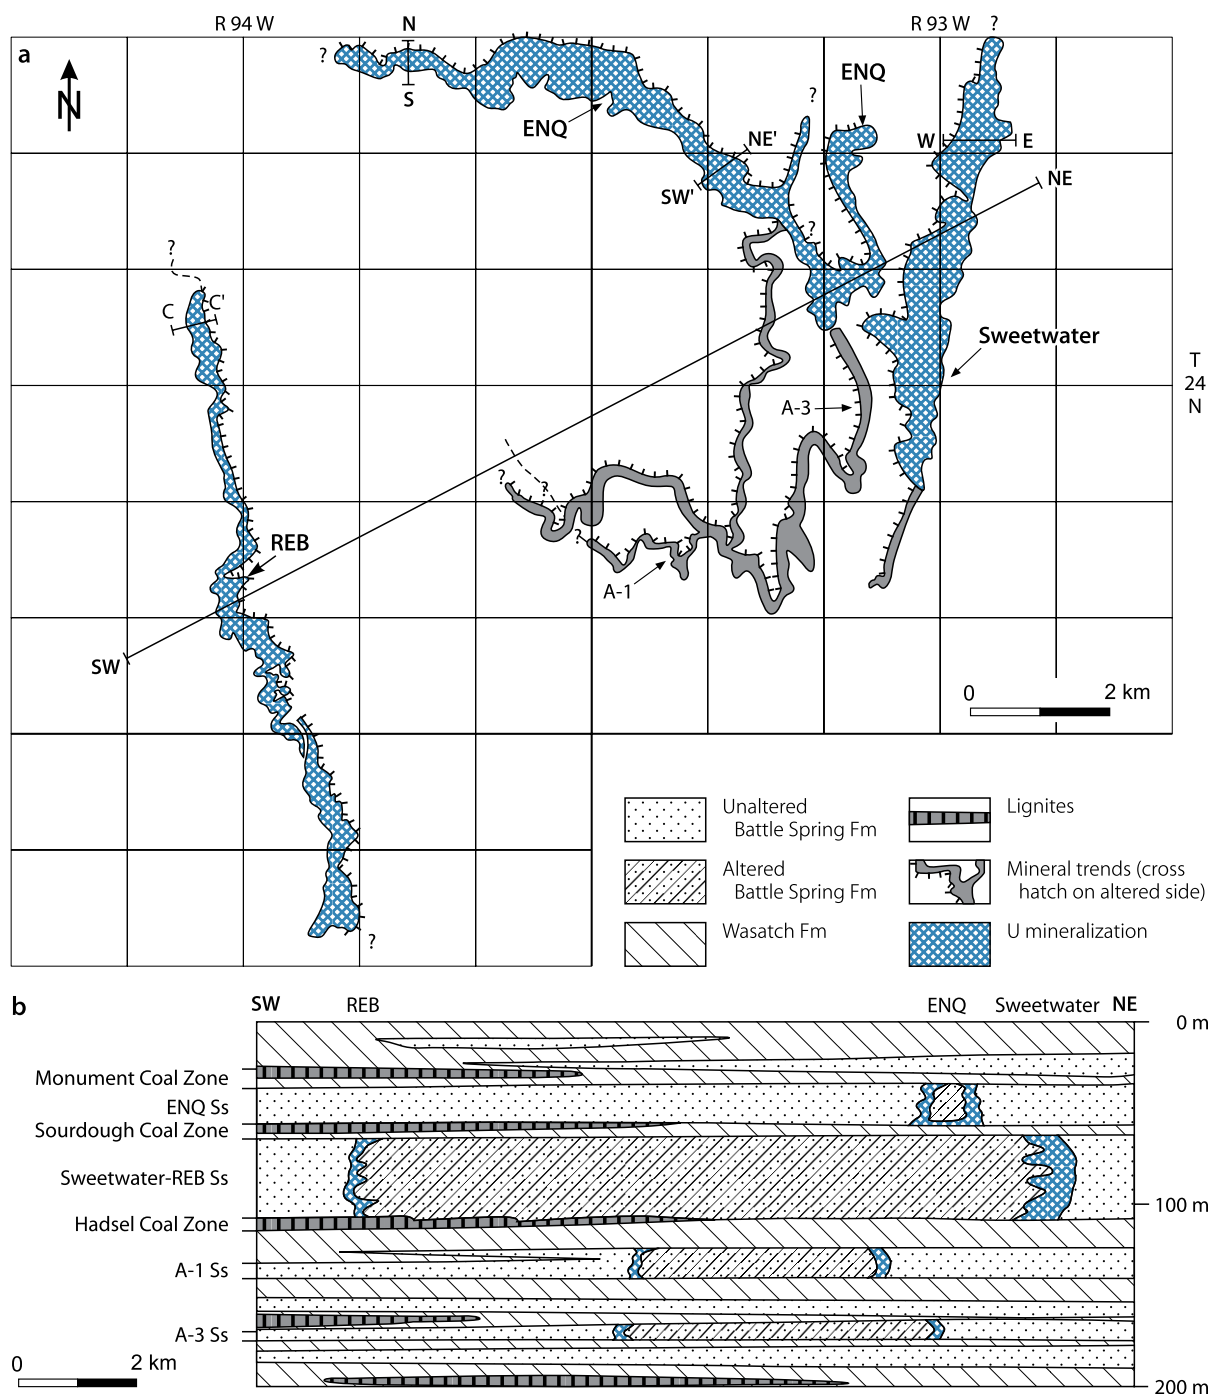 R 94 W
N
R 93 W
?
a
?
ENQ
N
S
?
ENQ
NE'
W
E
SW'
NE
?
?
C
C'
Sweetwater
T
24
N
A-3
?
?
?
REB
A-1
SW
0
2 km
?
Unaltered
Battle Spring Fm
Lignites
Altered
Battle Spring Fm
Mineral trends (cross
hatch on altered side)
Wasatch Fm
U mineralization
b
SW
REB
ENQ
Sweetwater
NE
0 m
Monument Coal Zone
ENQ Ss
Sourdough Coal Zone
Sweetwater-REB Ss
100 m
Hadsel Coal Zone
A-1 Ss
A-3 Ss
0
2 km
200 m